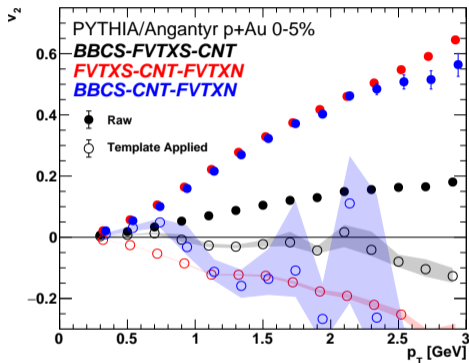 v2
PYTHIA/Angantyr p+Au 0-5%
BBCS-FVTXS-CNT
FVTXS-CNT-FVTXN
BBCS-CNT-FVTXN
Raw
Template Applied
0.6
0.4
0.2
0
−0.2
0 0.5 1 1.5 2 2.5 3
pT [GeV]